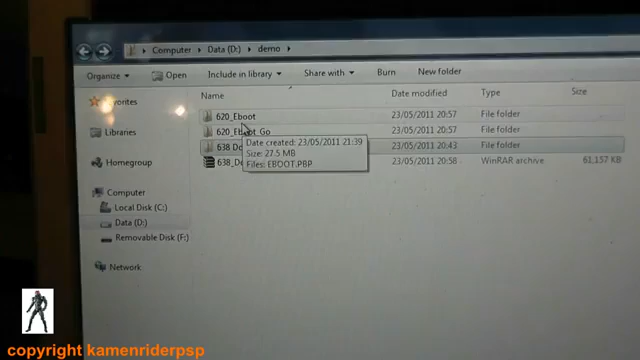 Computer Data (D:) demo
Organize Open Include in library Share with Burn New folder
Name Date modified Type Size
620_Eboot 23/05/2011 20:57 File folder
620_Eboot_Go 23/05/2011 20:57 File folder
638 23/05/2011 20:43 File folder
23/05/2011 20:58 WinRAR archive 61,157 KB
Date created: 23/05/2011 21:39
Size: 27.5 MB
Files: EBOOT.PBP
Favorites
Libraries
Homegroup
Computer
Local Disk (C:)
Data (D:)
Removable Disk (F:)
Network
copyright kamenriderpsp